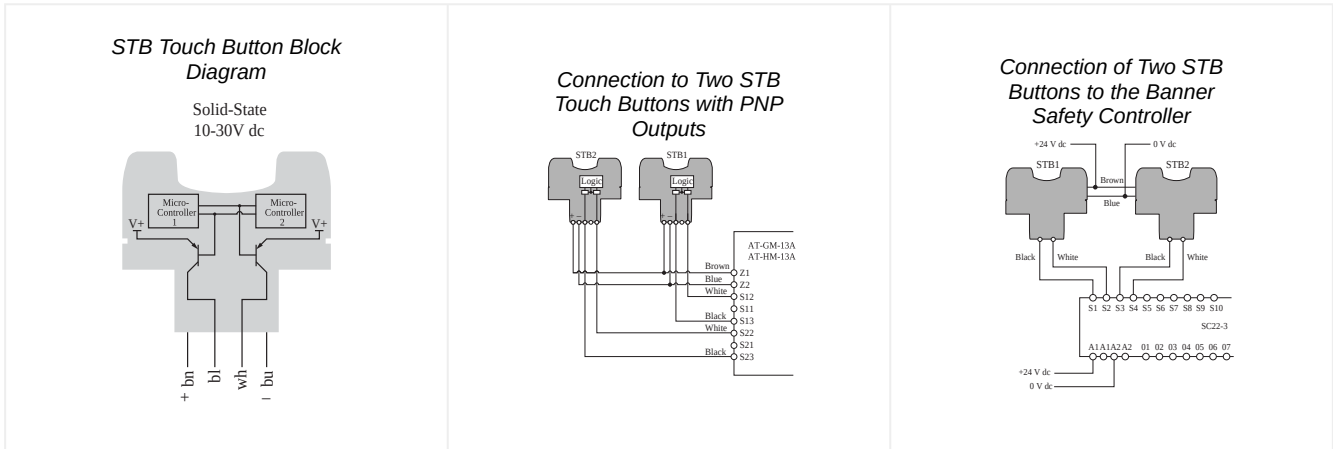 STB Touch Button Block
Diagram
Solid-State
10-30V dc
Micro-
Controller
1
Micro-
Controller
2
V+
V+
+ bn
bl
wh
– bu
Connection to Two STB
Touch Buttons with PNP
Outputs
STB2
STB1
Logic
Logic
+ –
+ –
AT-GM-13A
AT-HM-13A
Brown
Z1
Blue
Z2
White
S12
S11
Black
S13
White
S22
S21
Black
S23
Connection of Two STB
Buttons to the Banner
Safety Controller
+24 V dc
0 V dc
STB1
STB2
Brown
Blue
Black
White
Black
White
S1 S2 S3 S4 S5 S6 S7 S8 S9 S10
SC22-3
A1 A1 A2 A2 01 02 03 04 05 06 07
+24 V dc
0 V dc